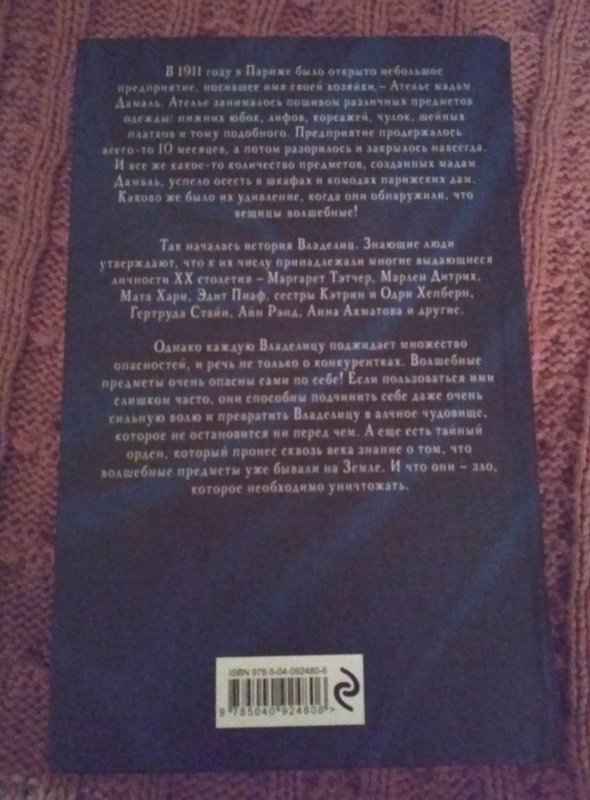 В 1911 году в Париже было открыто небольшое
предприятие, носившее имя своей хозяйки, – Ателье мадам
Дамаль. Ателье занималось пошивом различных предметов
одежды: нижних юбок, лифов, корсажей, чулок, шейных
платков и тому подобного. Предприятие продержалось
всего-то 10 месяцев, а потом разорилось и закрылось навсегда.
И все же какое-то количество предметов, созданных мадам
Дамаль, успело осесть в шкафах и комодах парижских дам.
Каково же было их удивление, когда они обнаружили, что
вещицы волшебные!
Так началась история Владелиц. Знающие люди
утверждают, что к их числу принадлежали многие выдающиеся
личности XX столетия – Маргарет Тэтчер, Марлен Дитрих,
Мата Хари, Эдит Пиаф, сестры Кэтрин и Одри Хепберн,
Гертруда Стайн, Айн Рэнд, Анна Ахматова и другие.
Однако каждую Владелицу поджидает множество
опасностей, и речь не только о конкурентках. Волшебные
предметы очень опасны сами по себе! Если пользоваться ими
слишком часто, они способны подчинить себе даже очень
сильную волю и превратить Владелицу в алчное чудовище,
которое не остановится ни перед чем. А еще есть тайный
орден, который пронес сквозь века знание о том, что
волшебные предметы уже бывали на Земле. И что они – зло,
которое необходимо уничтожать.
ISBN 978-5-04-092480-6
9 785040 924806 >